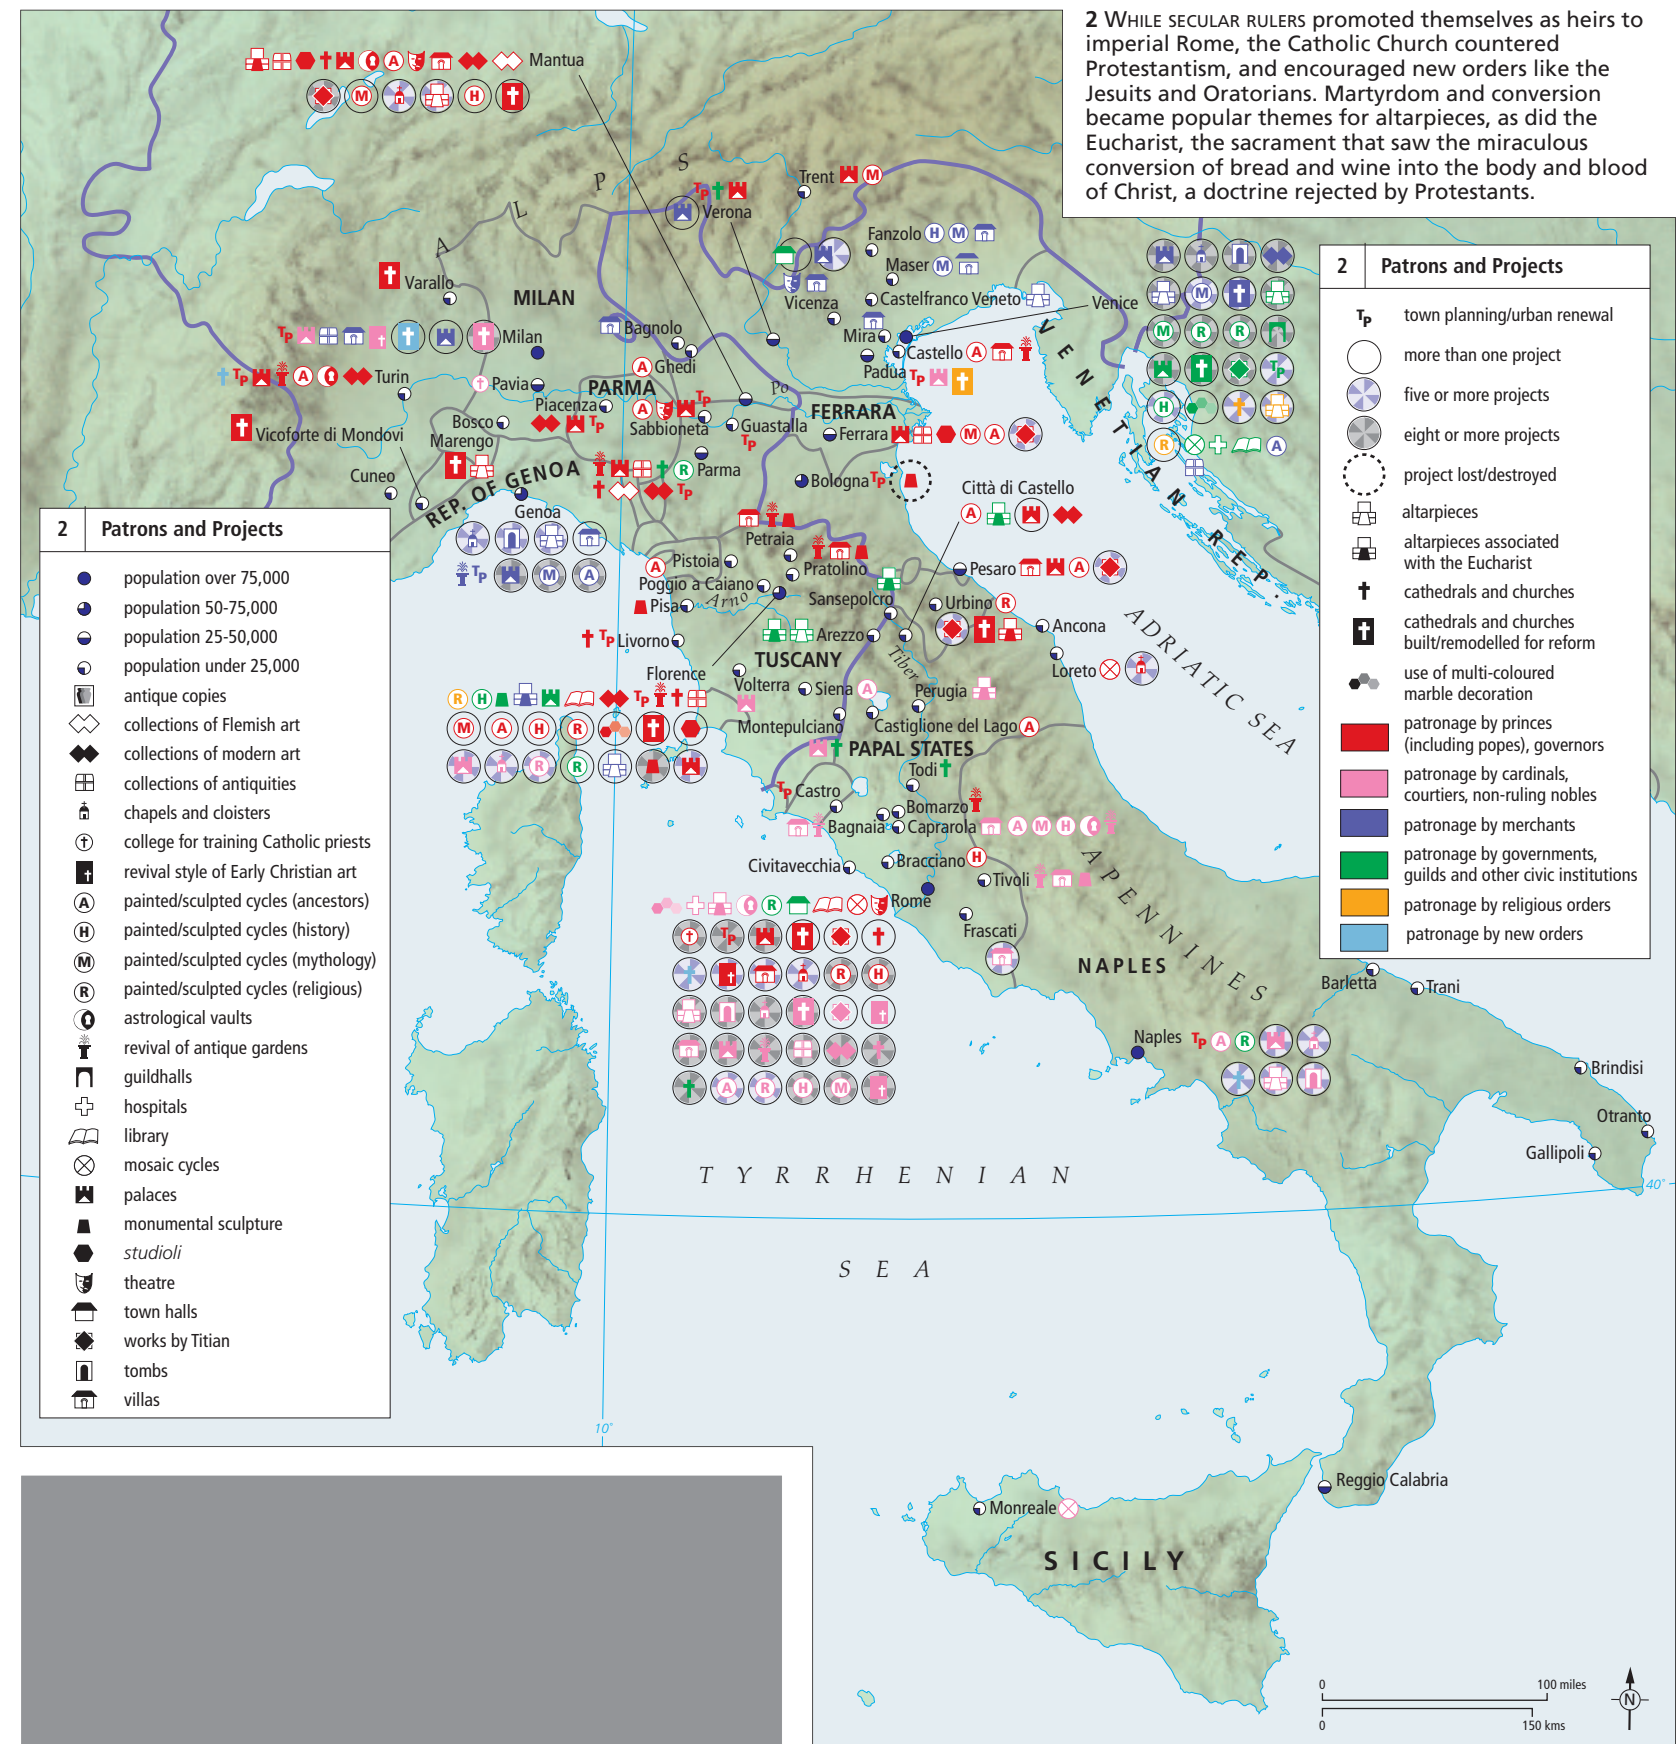 2 WHILE SECULAR RULERS promoted themselves as heirs to
imperial Rome, the Catholic Church countered
Protestantism, and encouraged new orders like the
Jesuits and Oratorians. Martyrdom and conversion
became popular themes for altarpieces, as did the
Eucharist, the sacrament that saw the miraculous
conversion of bread and wine into the body and blood
of Christ, a doctrine rejected by Protestants.
Mantua
A L P S
Trent
Verona
Fanzolo
Maser
Vicenza
Castelfranco Veneto
Venice
Varallo
MILAN
Milan
Bagnolo
Mira
Castello
Padua
Ghedi
Turin
Pavia
PARMA
Po
Piacenza
Sabbioneta
Guastalla
FERRARA
Ferrara
Bosco
Marengo
Vicoforte di Mondovi
Parma
Cuneo
REP. OF GENOA
Genoa
Bologna
Città di Castello
VENETIAN REP.
Petraia
Pratolino
Pistoia
Poggio a Caiano
Arno
Pisa
Sansepolcro
Pesaro
Urbino
Ancona
Livorno
Arezzo
Tiber
Loreto
Florence
TUSCANY
Volterra
Siena
Perugia
Montepulciano
Castiglione del Lago
PAPAL STATES
Todi
Castro
Bomarzo
Bagnaia
Caprarola
Civitavecchia
Bracciano
Tivoli
Rome
Frascati
ADRIATIC SEA
APENNINES
NAPLES
Naples
Barletta
Trani
Brindisi
Otranto
Gallipoli
TYRRHENIAN
SEA
40°
10°
Reggio Calabria
Monreale
SICILY
0 100 miles
0 150 kms
N
2 Patrons and Projects
population over 75,000
population 50-75,000
population 25-50,000
population under 25,000
antique copies
collections of Flemish art
collections of modern art
collections of antiquities
chapels and cloisters
college for training Catholic priests
revival style of Early Christian art
A painted/sculpted cycles (ancestors)
H painted/sculpted cycles (history)
M painted/sculpted cycles (mythology)
R painted/sculpted cycles (religious)
astrological vaults
revival of antique gardens
guildhalls
hospitals
library
mosaic cycles
palaces
monumental sculpture
studioli
theatre
town halls
works by Titian
tombs
villas
2 Patrons and Projects
TP town planning/urban renewal
more than one project
five or more projects
eight or more projects
project lost/destroyed
altarpieces
altarpieces associated
with the Eucharist
cathedrals and churches
cathedrals and churches
built/remodelled for reform
use of multi-coloured
marble decoration
patronage by princes
(including popes), governors
patronage by cardinals,
courtiers, non-ruling nobles
patronage by merchants
patronage by governments,
guilds and other civic institutions
patronage by religious orders
patronage by new orders